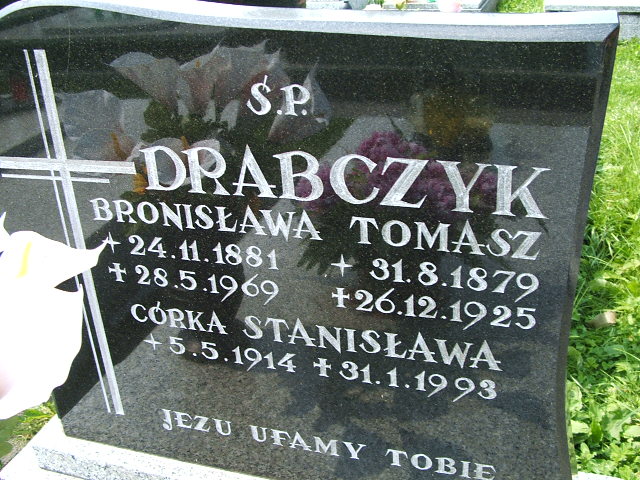 Ś.P.
DRABCZYK
BRONISŁAWA TOMASZ
+ 24.11.1881 + 31.8.1879
+ 28.5.1969 + 26.12.1925
CÓRKA STANISŁAWA
+ 5.5.1914 + 31.1.1993
JEZU UFAMY TOBIE